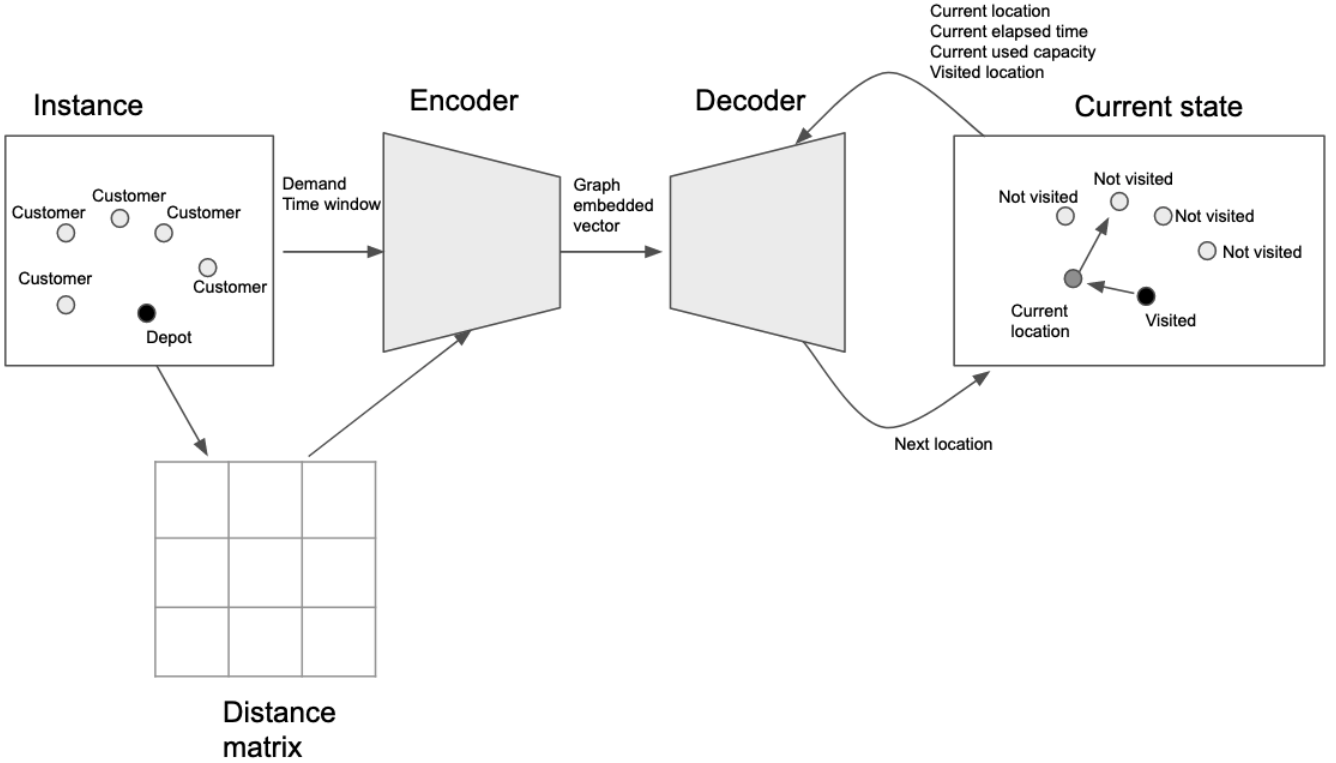 Current location
Current elapsed time
Current used capacity
Visited location
Instance
Encoder
Decoder
Current state
Customer
Customer
Customer
Customer
Customer
Depot
Demand
Time window
Graph
embedded
vector
Not visited
Not visited
Not visited
Not visited
Current
location
Visited
Next location
Distance
matrix